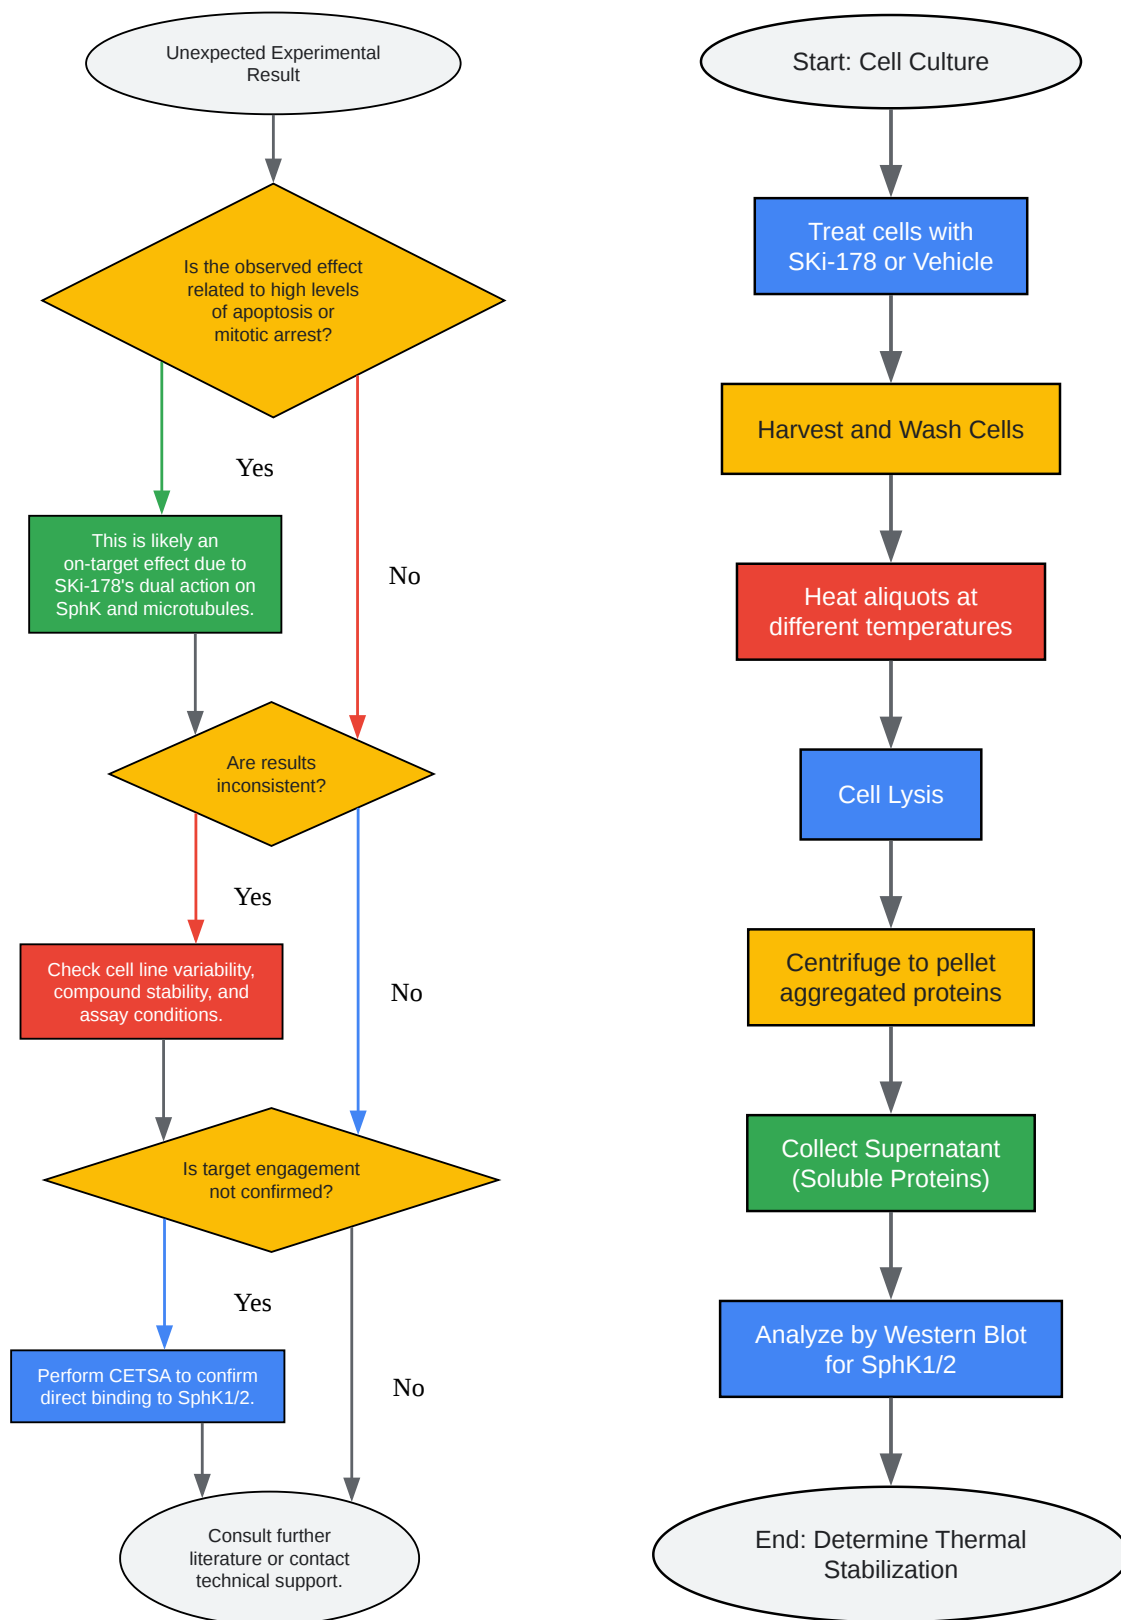 Unexpected Experimental
Result
Is the observed effect
related to high levels
of apoptosis or
mitotic arrest?
Yes
No
This is likely an
on-target effect due to
SKi-178's dual action on
SphK and microtubules.
Are results
inconsistent?
Yes
No
Check cell line variability,
compound stability, and
assay conditions.
Is target engagement
not confirmed?
Yes
No
Perform CETSA to confirm
direct binding to SphK1/2.
Consult further
literature or contact
technical support.
Start: Cell Culture
Treat cells with
SKi-178 or Vehicle
Harvest and Wash Cells
Heat aliquots at
different temperatures
Cell Lysis
Centrifuge to pellet
aggregated proteins
Collect Supernatant
(Soluble Proteins)
Analyze by Western Blot
for SphK1/2
End: Determine Thermal
Stabilization